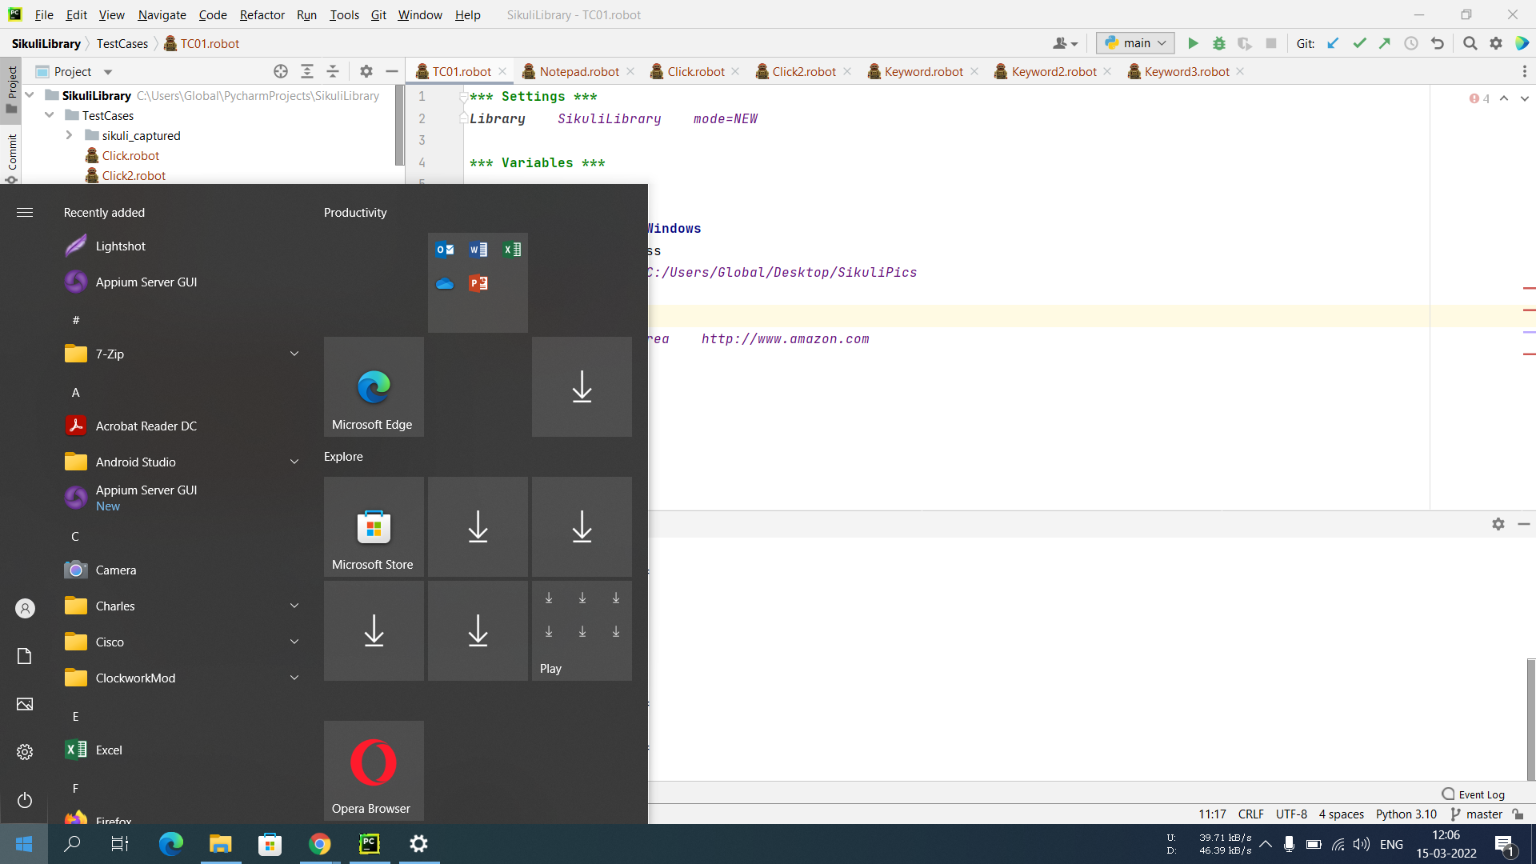 File Edit View Navigate Code Refactor Run Tools Git Window Help SikuliLibrary - TC01.robot
SikuliLibrary TestCases TC01.robot main Git:
Project TC01.robot Notepad.robot Click.robot Click2.robot Keyword.robot Keyword2.robot Keyword3.robot
Project
Commit
SikuliLibrary C:\Users\Global\PycharmProjects\SikuliLibrary
TestCases
sikuli_captured
Click.robot
Click2.robot
1 *** Settings *** 4
2 Library SikuliLibrary mode=NEW
3
4 *** Variables ***
Windows
ss
C:/Users/Global/Desktop/SikuliPics
rea http://www.amazon.com
Recently added
Lightshot
Appium Server GUI
#
7-Zip
A
Acrobat Reader DC
Android Studio
Appium Server GUI
New
C
Camera
Charles
Cisco
ClockworkMod
E
Excel
F
Firefox
Productivity
Microsoft Edge
Explore
Microsoft Store
Play
Opera Browser
Event Log
11:17 CRLF UTF-8 4 spaces Python 3.10 master
U: 39.71 kB/s
D: 46.39 kB/s
ENG
12:06
15-03-2022
1